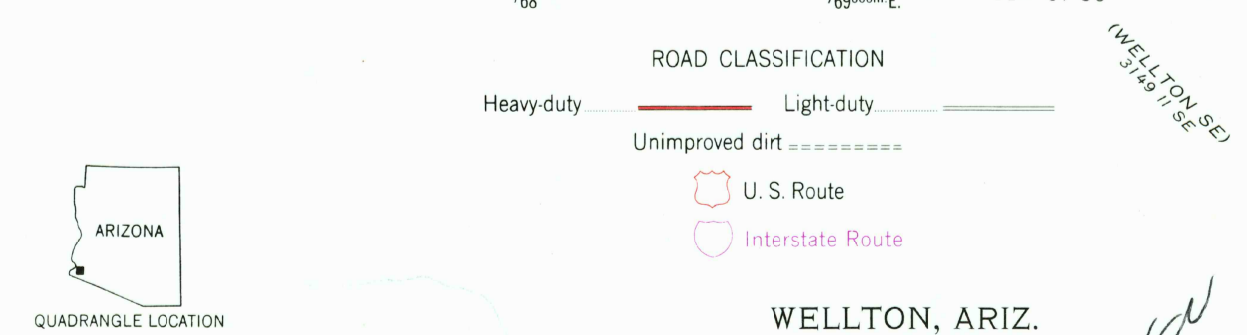 ROAD CLASSIFICATION
Heavy-duty Light-duty
Unimproved dirt
U. S. Route
Interstate Route
(WELLTON SE)
3149 II SE
ARIZONA
QUADRANGLE LOCATION
WELLTON, ARIZ.